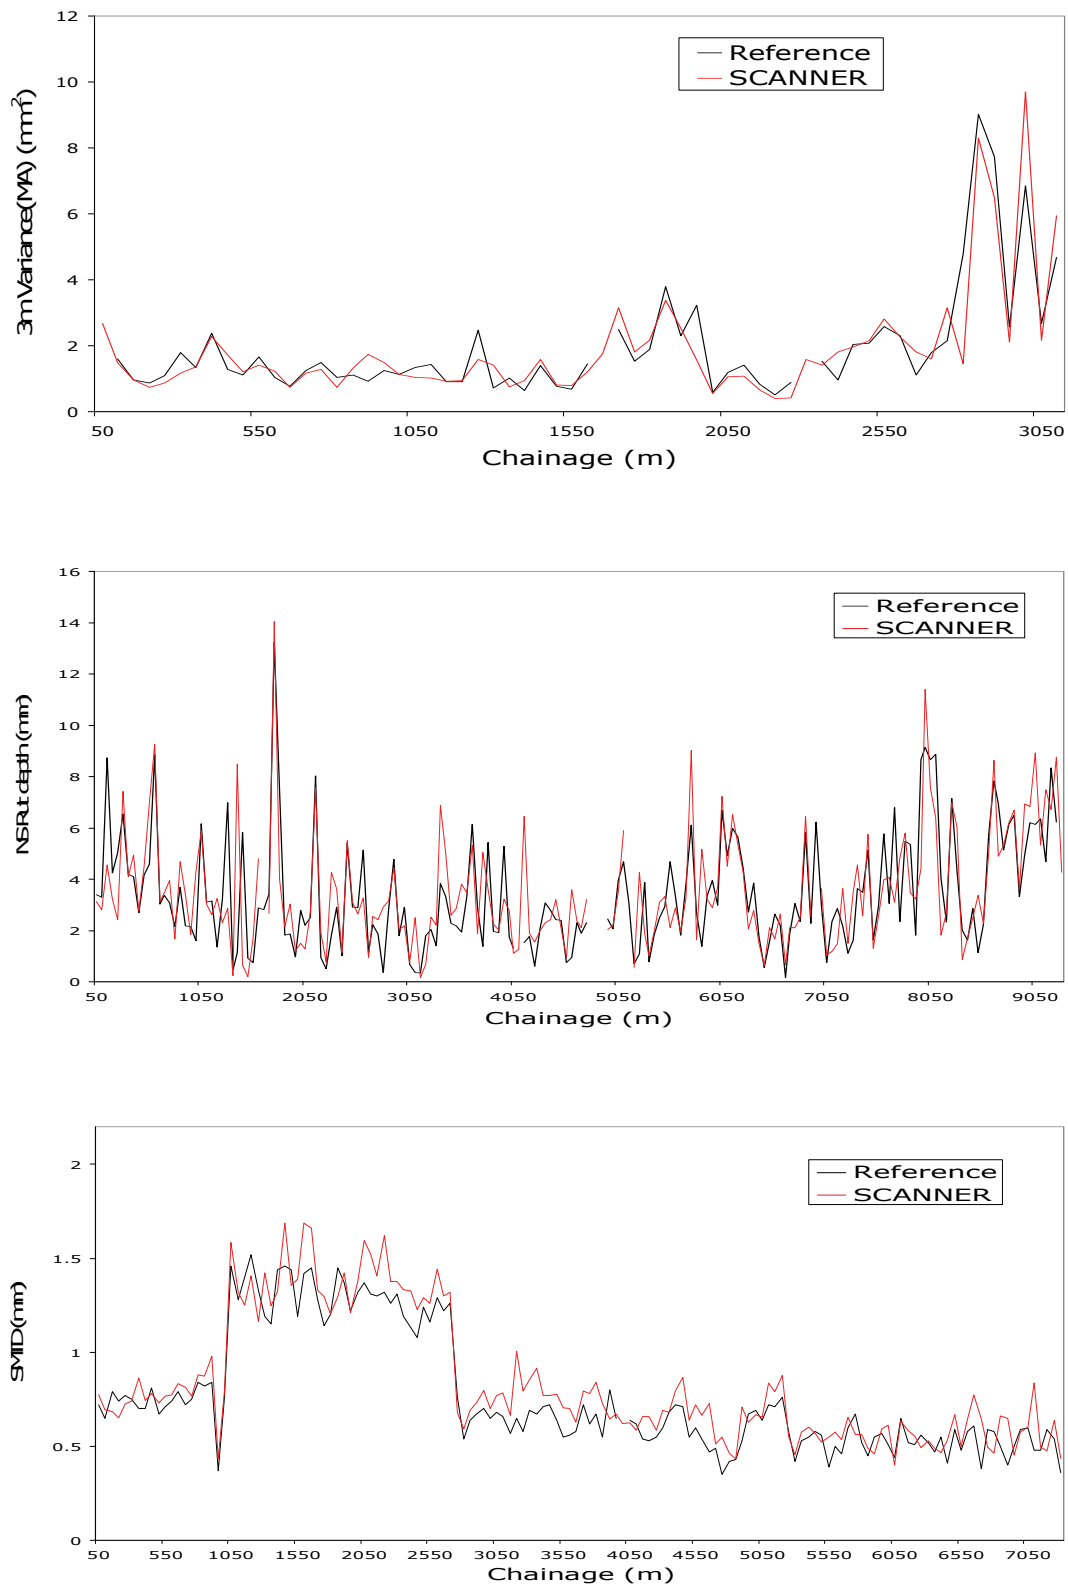 12
Reference
SCANNER
10
8
6
4
2
0
3m Variance (MA) (mm²)
50 550 1050 1550 2050 2550 3050
Chainage (m)
16
Reference
SCANNER
14
12
10
8
6
4
2
0
NSRut depth (mm)
50 1050 2050 3050 4050 5050 6050 7050 8050 9050
Chainage (m)
2
Reference
SCANNER
1.5
1
0.5
0
SMTD (mm)
50 550 1050 1550 2050 2550 3050 3550 4050 4550 5050 5550 6050 6550 7050
Chainage (m)